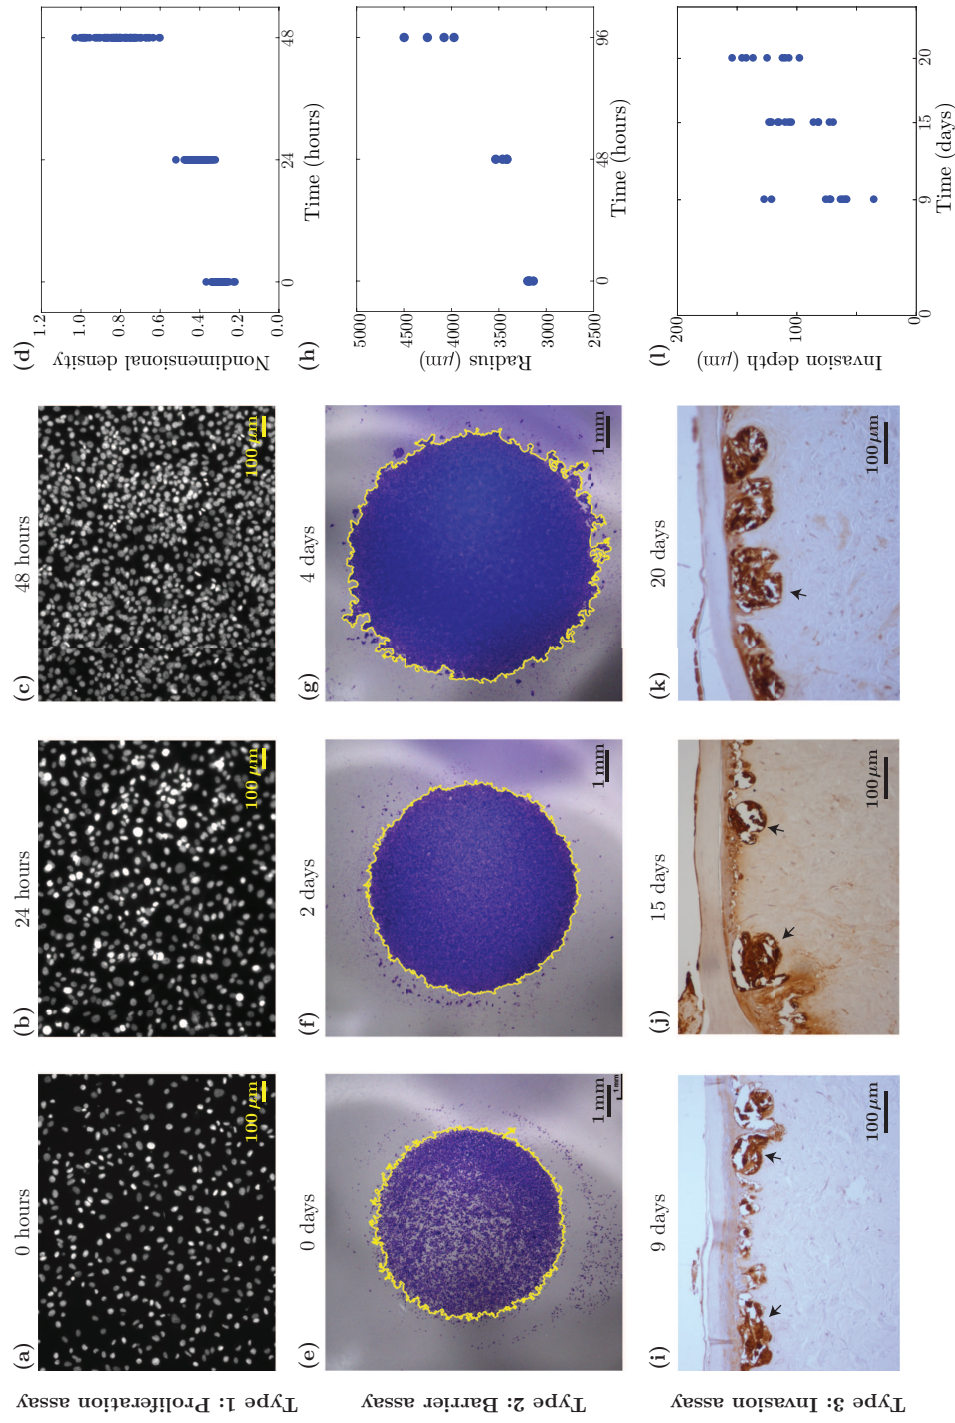 Type 1: Proliferation assay
(a)
0 hours
100 μm
(b)
24 hours
100 μm
(c)
48 hours
100 μm
(d)
Nondimensional density
1.2
0.8
0.6
0.4
0.2
0.0
0
24
48
Time (hours)
Type 2: Barrier assay
(e)
0 days
1 mm
1 mm
(f)
2 days
1 mm
(g)
4 days
1 mm
(h)
Radius (μm)
5000
4500
4000
3500
3000
2500
0
48
96
Time (hours)
Type 3: Invasion assay
(i)
9 days
100 μm
(j)
15 days
100 μm
(k)
20 days
100 μm
(l)
Invasion depth (μm)
200
100
0
0
9
15
20
Time (days)